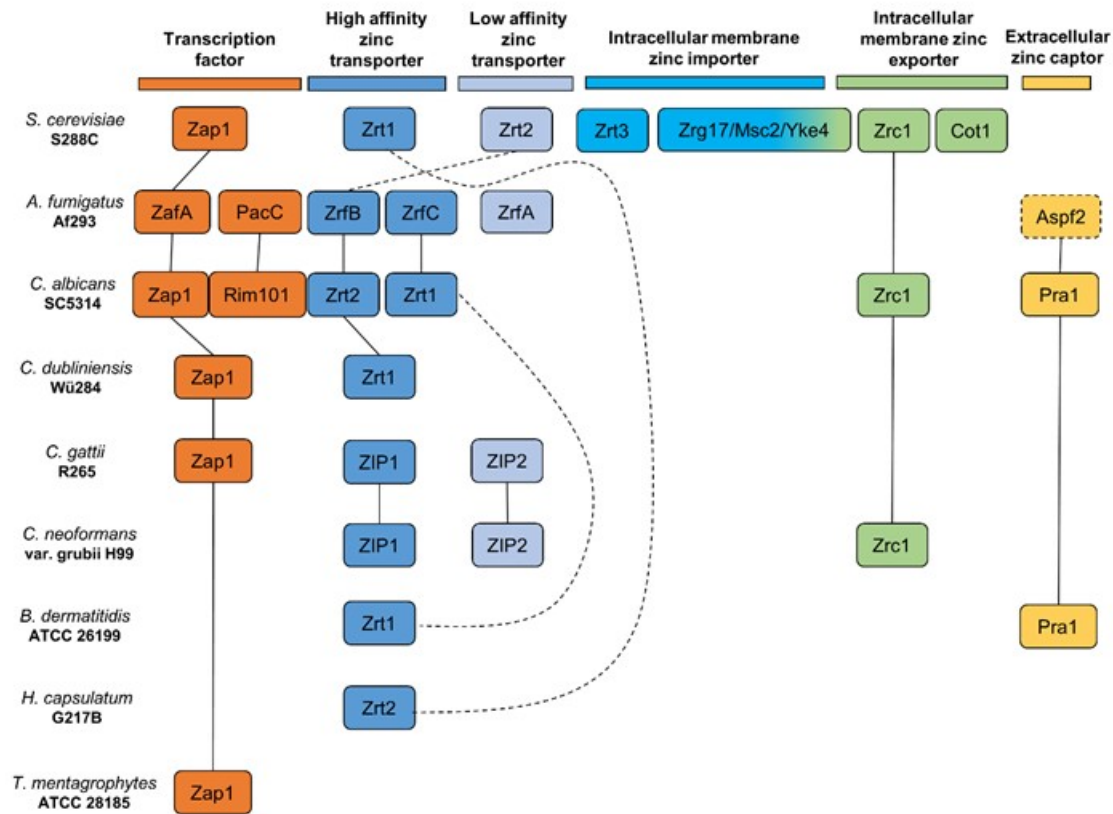 Transcription
factor
High affinity
zinc
transporter
Low affinity
zinc
transporter
Intracellular membrane
zinc importer
Intracellular
membrane zinc
exporter
Extracellular
zinc captor
S. cerevisiae
S288C
Zap1
Zrt1
Zrt2
Zrt3
Zrg17/Msc2/Yke4
Zrc1
Cot1
A. fumigatus
Af293
ZafA
PacC
ZrfB
ZrfC
ZrfA
Aspf2
C. albicans
SC5314
Zap1
Rim101
Zrt2
Zrt1
Zrc1
Pra1
C. dubliniensis
Wü284
Zap1
Zrt1
C. gattii
R265
Zap1
ZIP1
ZIP2
C. neoformans
var. grubii H99
ZIP1
ZIP2
Zrc1
B. dermatitidis
ATCC 26199
Zrt1
Pra1
H. capsulatum
G217B
Zrt2
T. mentagrophytes
ATCC 28185
Zap1